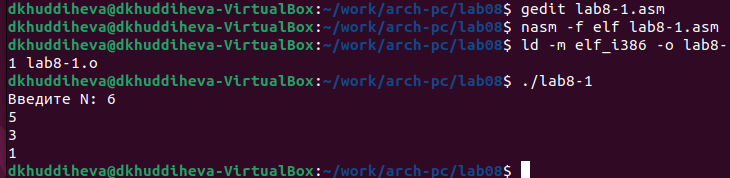 dkhuddiheva@dkhuddiheva-VirtualBox:~/work/arch-pc/lab08$ gedit lab8-1.asm
dkhuddiheva@dkhuddiheva-VirtualBox:~/work/arch-pc/lab08$ nasm -f elf lab8-1.asm
dkhuddiheva@dkhuddiheva-VirtualBox:~/work/arch-pc/lab08$ ld -m elf_i386 -o lab8-
1 lab8-1.o
dkhuddiheva@dkhuddiheva-VirtualBox:~/work/arch-pc/lab08$ ./lab8-1
Введите N: 6
5
3
1
dkhuddiheva@dkhuddiheva-VirtualBox:~/work/arch-pc/lab08$